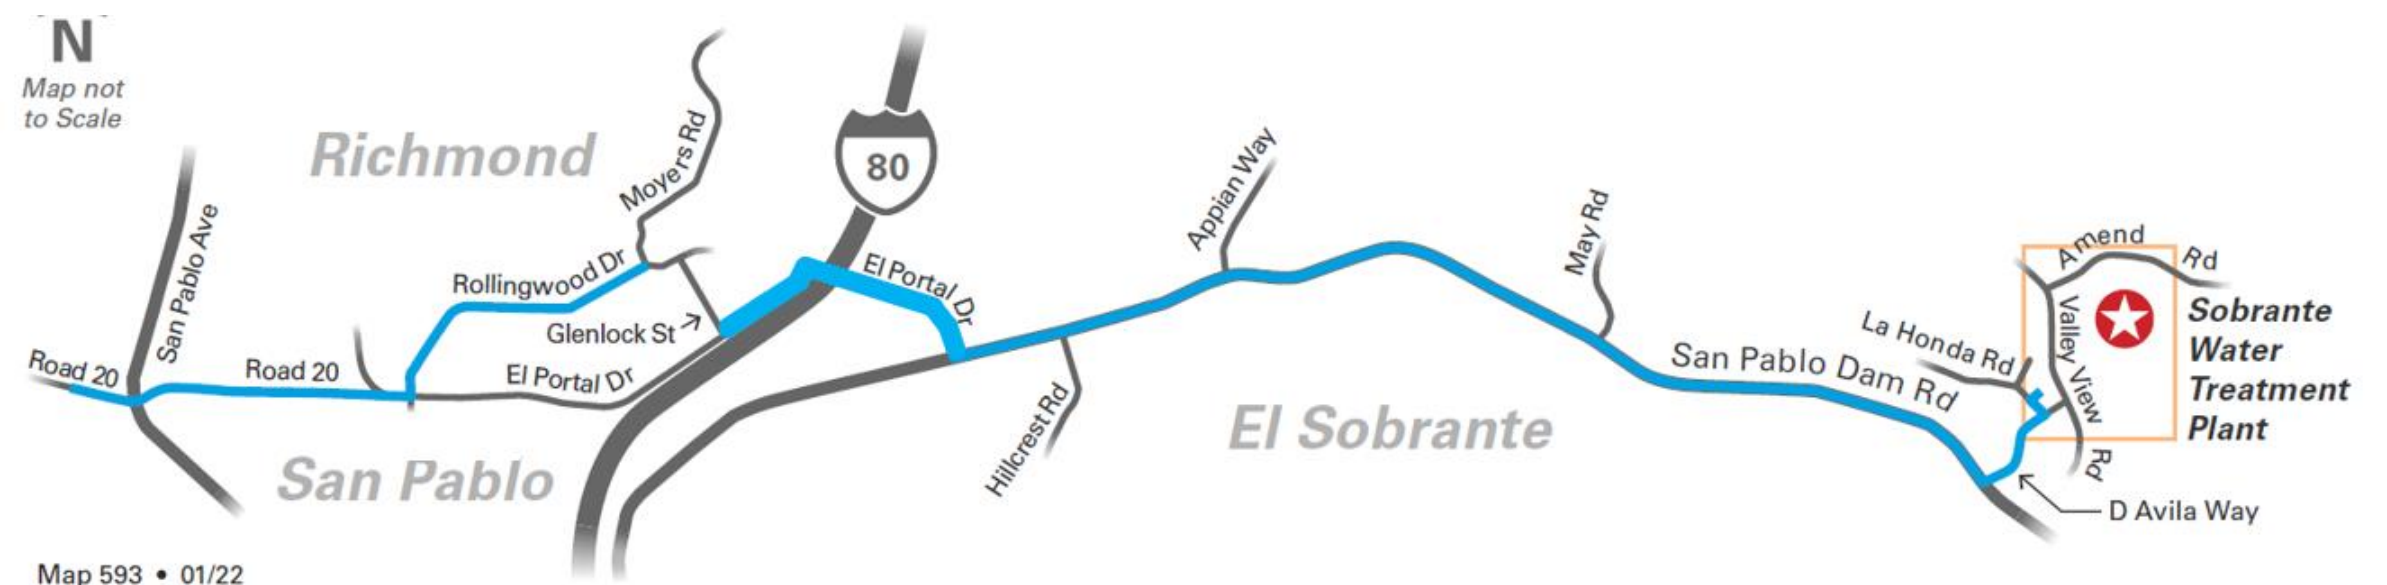 N
Map not
to Scale
Richmond
San Pablo Ave
Road 20
Road 20
Rollingwood Dr
Moyers Rd
Glenlock St
El Portal Dr
80
El Portal Dr
San Pablo
Hillcrest Rd
Appian Way
El Sobrante
May Rd
San Pablo Dam Rd
La Honda Rd
Amend Rd
Valley View Rd
Sobrante
Water
Treatment
Plant
D Avila Way
Map 593 • 01/22